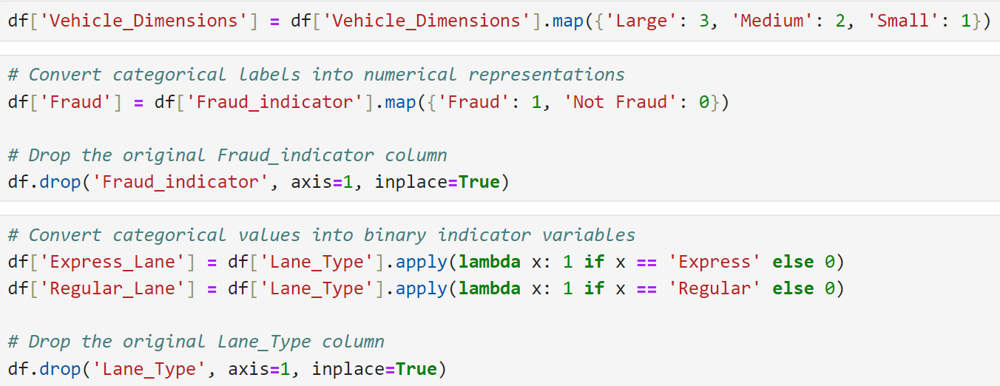 df['Vehicle_Dimensions'] = df['Vehicle_Dimensions'].map({'Large': 3, 'Medium': 2, 'Small': 1})
# Convert categorical labels into numerical representations
df['Fraud'] = df['Fraud_indicator'].map({'Fraud': 1, 'Not Fraud': 0})
# Drop the original Fraud_indicator column
df.drop('Fraud_indicator', axis=1, inplace=True)
# Convert categorical values into binary indicator variables
df['Express_Lane'] = df['Lane_Type'].apply(lambda x: 1 if x == 'Express' else 0)
df['Regular_Lane'] = df['Lane_Type'].apply(lambda x: 1 if x == 'Regular' else 0)
# Drop the original Lane_Type column
df.drop('Lane_Type', axis=1, inplace=True)